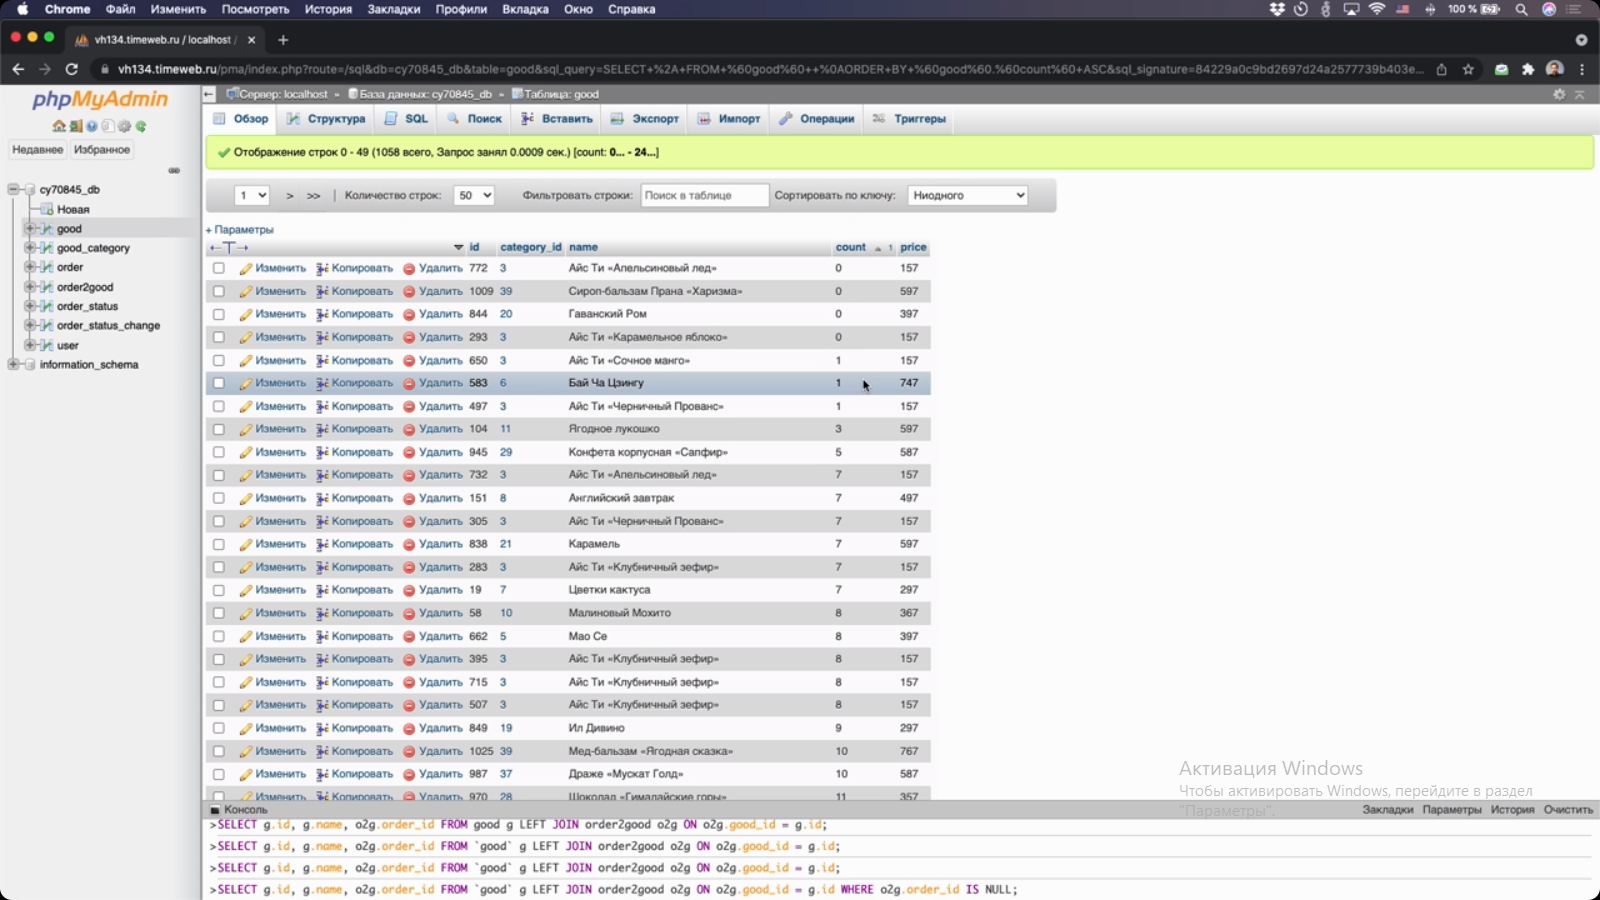 Chrome Файл Изменить Посмотреть История Закладки Профили Вкладка Окно Справка 100 %
vh134.timeweb.ru / localhost /
vh134.timeweb.ru/pma/index.php?route=/sql&db=cy70845_db&table=good&sql_query=SELECT+%2A+FROM+%60good%60++%0AORDER+BY+%60good%60.%60count%60+ASC&sql_signature=84229a0c9bd2697d24a2577739b403e...
phpMyAdmin
Недавнее Избранное
cy70845_db
Новая
good
good_category
order
order2good
order_status
order_status_change
user
information_schema
Сервер: localhost » База данных: cy70845_db » Таблица: good
Обзор Структура SQL Поиск Вставить Экспорт Импорт Операции Триггеры
Отображение строк 0 - 49 (1058 всего, Запрос занял 0.0009 сек.) [count: 0... - 24...]
1 > >> | Количество строк: 50 Фильтровать строки: Поиск в таблице Сортировать по ключу: Ниодного
+ Параметры
←T→ id category_id name count 1 price
Изменить Копировать Удалить 772 3 Айс Ти «Апельсиновый лед» 0 157
Изменить Копировать Удалить 1009 39 Сироп-бальзам Прана «Харизма» 0 597
Изменить Копировать Удалить 844 20 Гаванский Ром 0 397
Изменить Копировать Удалить 293 3 Айс Ти «Карамельное яблоко» 0 157
Изменить Копировать Удалить 650 3 Айс Ти «Сочное манго» 1 157
Изменить Копировать Удалить 583 6 Бай Ча Цзингу 1 747
Изменить Копировать Удалить 497 3 Айс Ти «Черничный Прованс» 1 157
Изменить Копировать Удалить 104 11 Ягодное лукошко 3 597
Изменить Копировать Удалить 945 29 Конфета корпусная «Сапфир» 5 587
Изменить Копировать Удалить 732 3 Айс Ти «Апельсиновый лед» 7 157
Изменить Копировать Удалить 151 8 Английский завтрак 7 497
Изменить Копировать Удалить 305 3 Айс Ти «Черничный Прованс» 7 157
Изменить Копировать Удалить 838 21 Карамель 7 597
Изменить Копировать Удалить 283 3 Айс Ти «Клубничный зефир» 7 157
Изменить Копировать Удалить 19 7 Цветки кактуса 7 297
Изменить Копировать Удалить 58 10 Малиновый Мохито 8 367
Изменить Копировать Удалить 662 5 Мао Се 8 397
Изменить Копировать Удалить 395 3 Айс Ти «Клубничный зефир» 8 157
Изменить Копировать Удалить 715 3 Айс Ти «Клубничный зефир» 8 157
Изменить Копировать Удалить 507 3 Айс Ти «Клубничный зефир» 8 157
Изменить Копировать Удалить 849 19 Ил Дивино 9 297
Изменить Копировать Удалить 1025 39 Мед-бальзам «Ягодная сказка» 10 767
Изменить Копировать Удалить 987 37 Драже «Мускат Голд» 10 587
Изменить Копировать Удалить 970 28 Шоколад «Гималайские горы» 11 357
Активация Windows
Чтобы активировать Windows, перейдите в раздел
"Параметры".
Консоль Закладки Параметры История Очистить
>SELECT g.id, g.name, o2g.order_id FROM good g LEFT JOIN order2good o2g ON o2g.good_id = g.id;
>SELECT g.id, g.name, o2g.order_id FROM `good` g LEFT JOIN order2good o2g ON o2g.good_id = g.id;
>SELECT g.id, g.name, o2g.order_id FROM `good` g LEFT JOIN order2good o2g ON o2g.good_id = g.id;
>SELECT g.id, g.name, o2g.order_id FROM `good` g LEFT JOIN order2good o2g ON o2g.good_id = g.id WHERE o2g.order_id IS NULL;